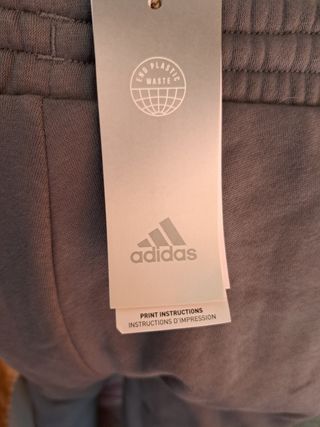 END PLASTIC
WASTE
adidas
PRINT INSTRUCTIONS
INSTRUCTIONS D'IMPRESSION